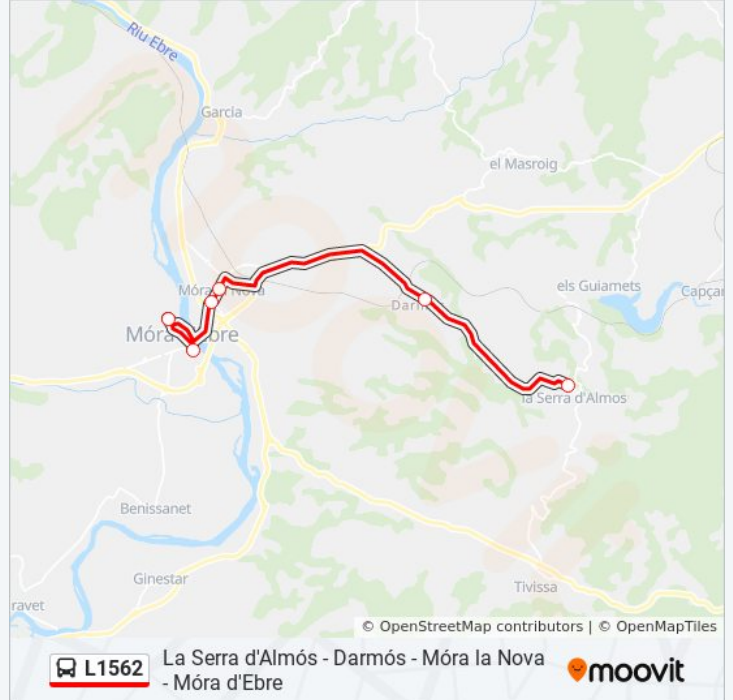 Riu Ebre
Garcia
el Masroig
els Guiamets
Móra la Nova
Capçan
Darmós
Móra d'Ebre
la Serra d'Almos
Benissanet
Ginestar
Tivissa
ravet
© OpenStreetMap contributors | © OpenMapTiles
L1562
La Serra d'Almós - Darmós - Móra la Nova
- Móra d'Ebre
moovit